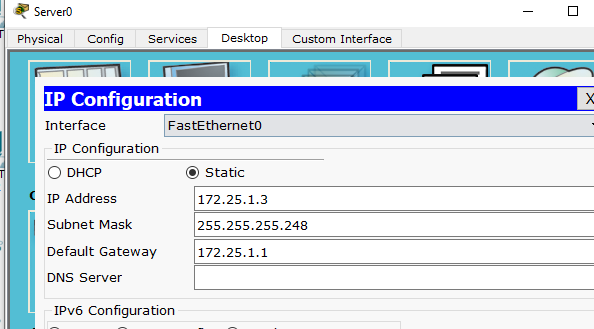 Server0
Physical Config Services Desktop Custom Interface
IP Configuration X
Interface FastEthernet0
IP Configuration
DHCP Static
IP Address 172.25.1.3
Subnet Mask 255.255.255.248
Default Gateway 172.25.1.1
DNS Server
IPv6 Configuration